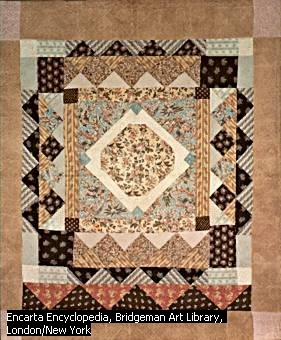 Encarta Encyclopedia, Bridgeman Art Library,
London/New York